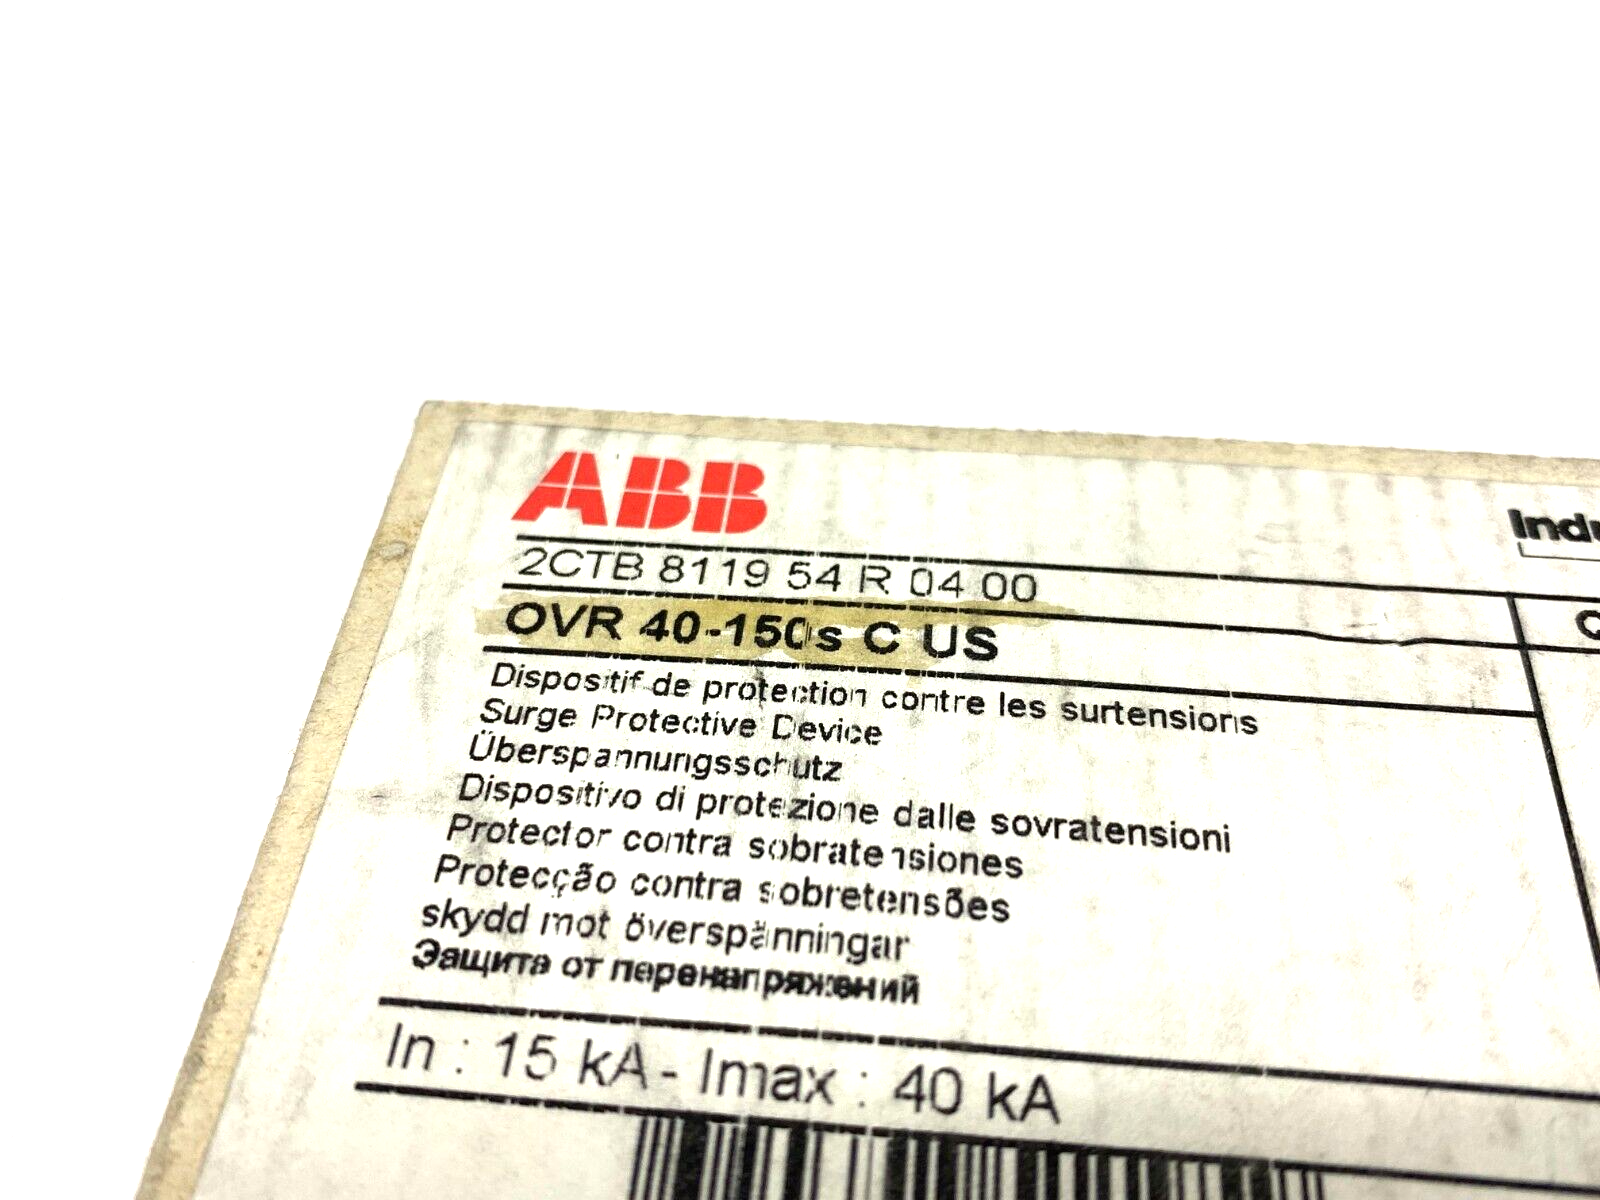 ABB
Indu
2CTB 8119 54 R 04 00
Q
OVR 40-150s C US
Dispositif de protection contre les surtensions
Surge Protective Device
Überspannungsschutz
Dispositivo di protezione dalle sovratensioni
Protector contra sobratensiones
Protecção contra sobretensões
skydd mot överspänningar
Защита от перенапряжений
In : 15 kA - Imax : 40 kA